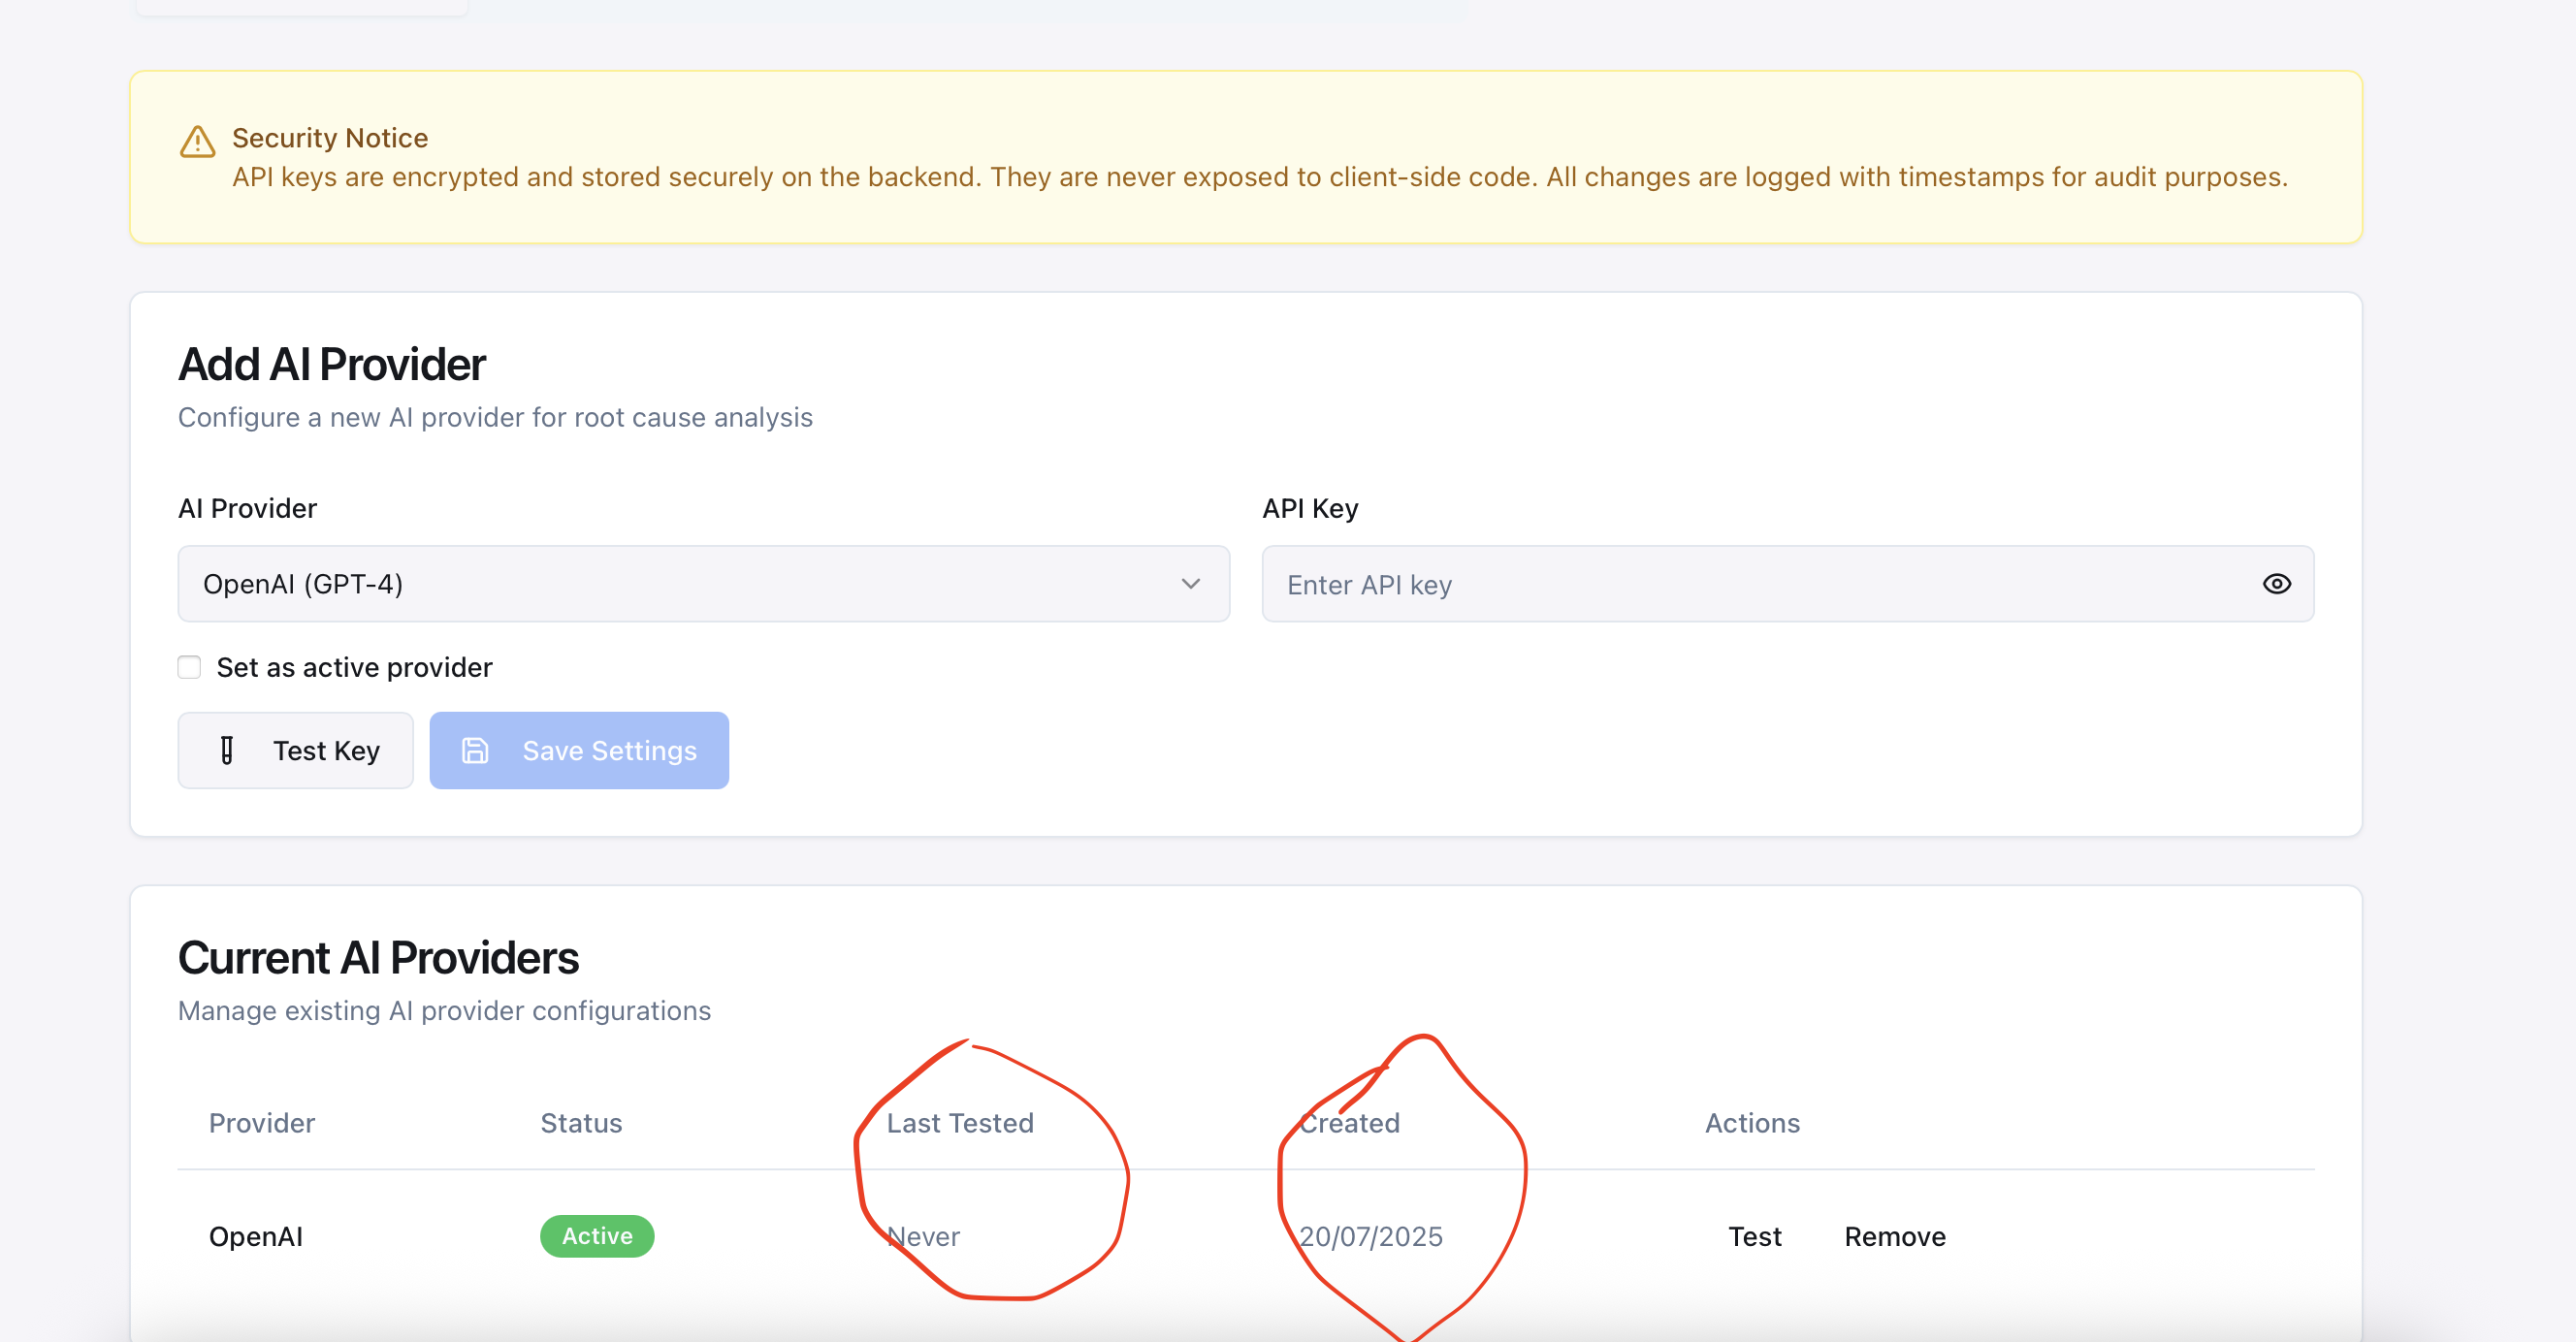 Security Notice
API keys are encrypted and stored securely on the backend. They are never exposed to client-side code. All changes are logged with timestamps for audit purposes.
Add AI Provider
Configure a new AI provider for root cause analysis
AI Provider
API Key
OpenAI (GPT-4)
Enter API key
Set as active provider
Test Key
Save Settings
Current AI Providers
Manage existing AI provider configurations
Provider Status Last Tested Created Actions
OpenAI Active Never 20/07/2025 Test Remove